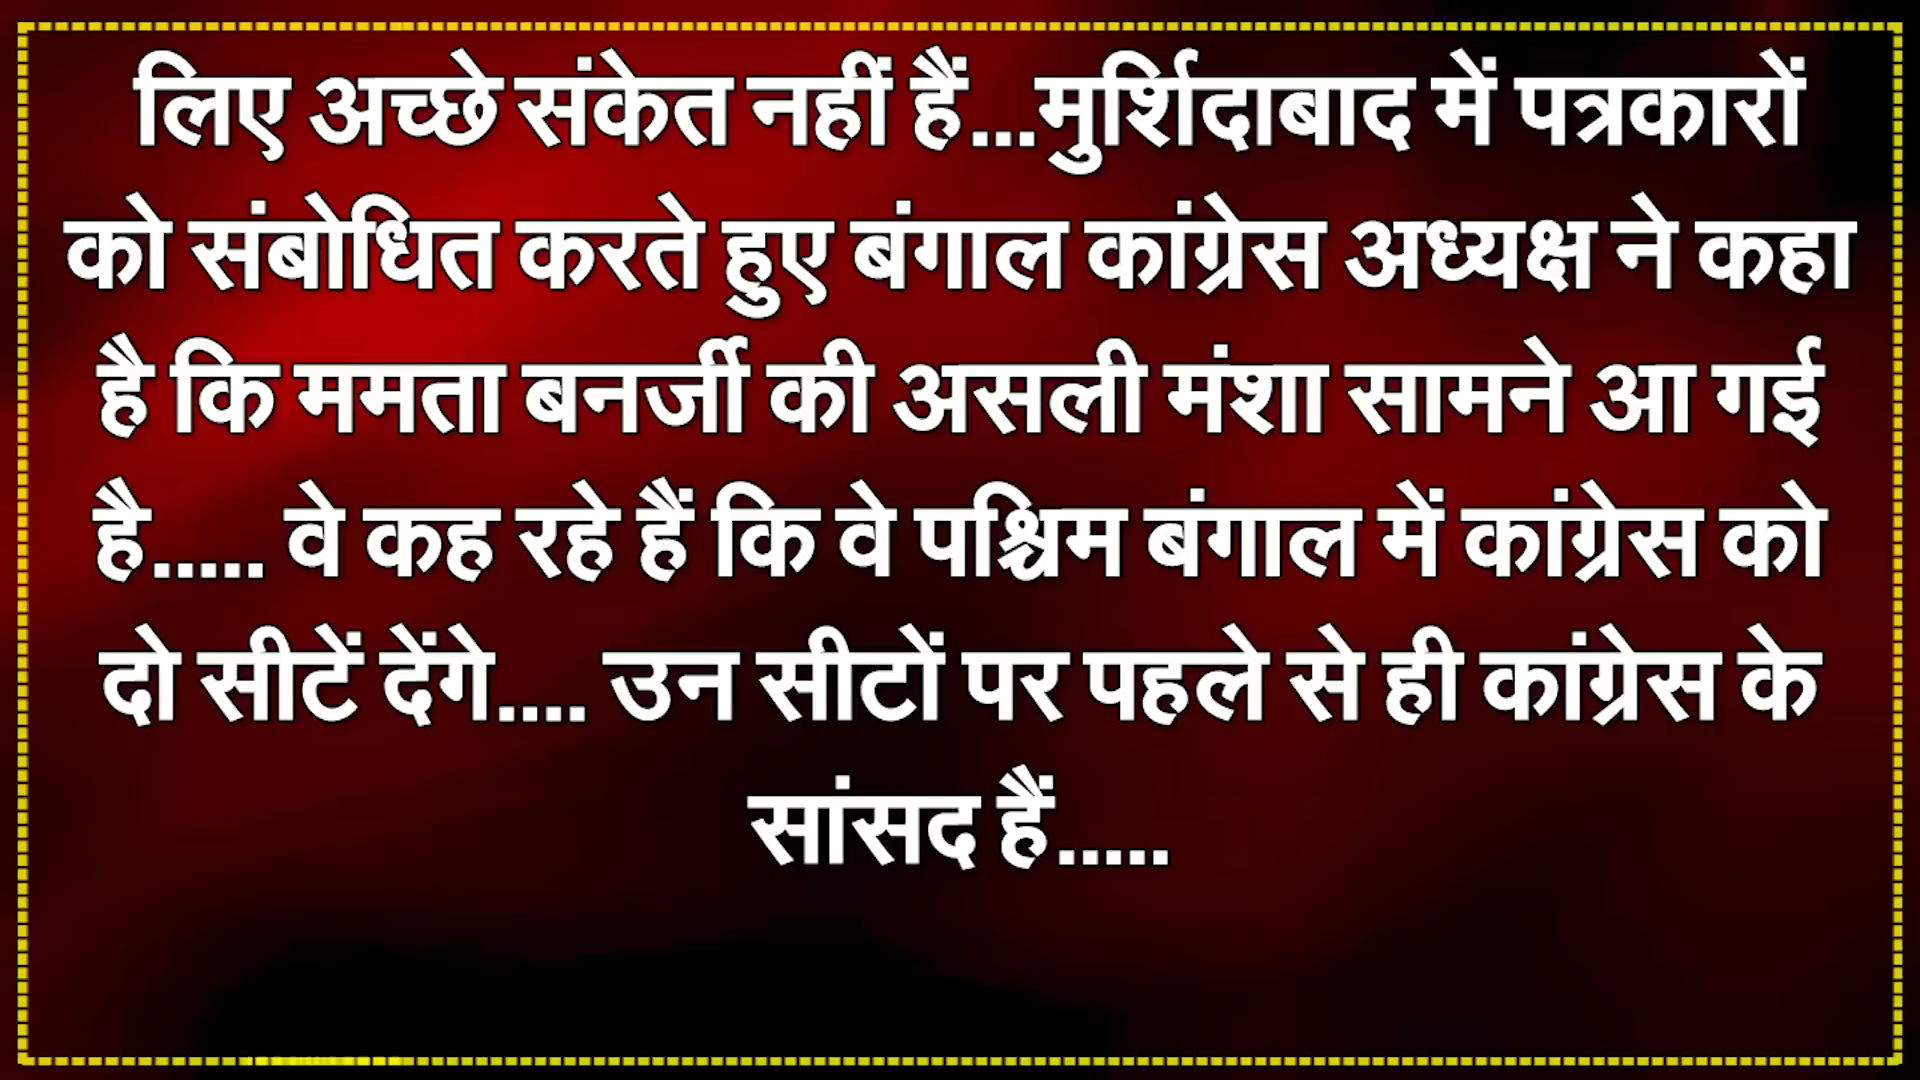 लिए अच्छे संकेत नहीं हैं...मुर्शिदाबाद में पत्रकारों
को संबोधित करते हुए बंगाल कांग्रेस अध्यक्ष ने कहा
है कि ममता बनर्जी की असली मंशा सामने आ गई
है..... वे कह रहे हैं कि वे पश्चिम बंगाल में कांग्रेस को
दो सीटें देंगे.... उन सीटों पर पहले से ही कांग्रेस के
सांसद हैं.....